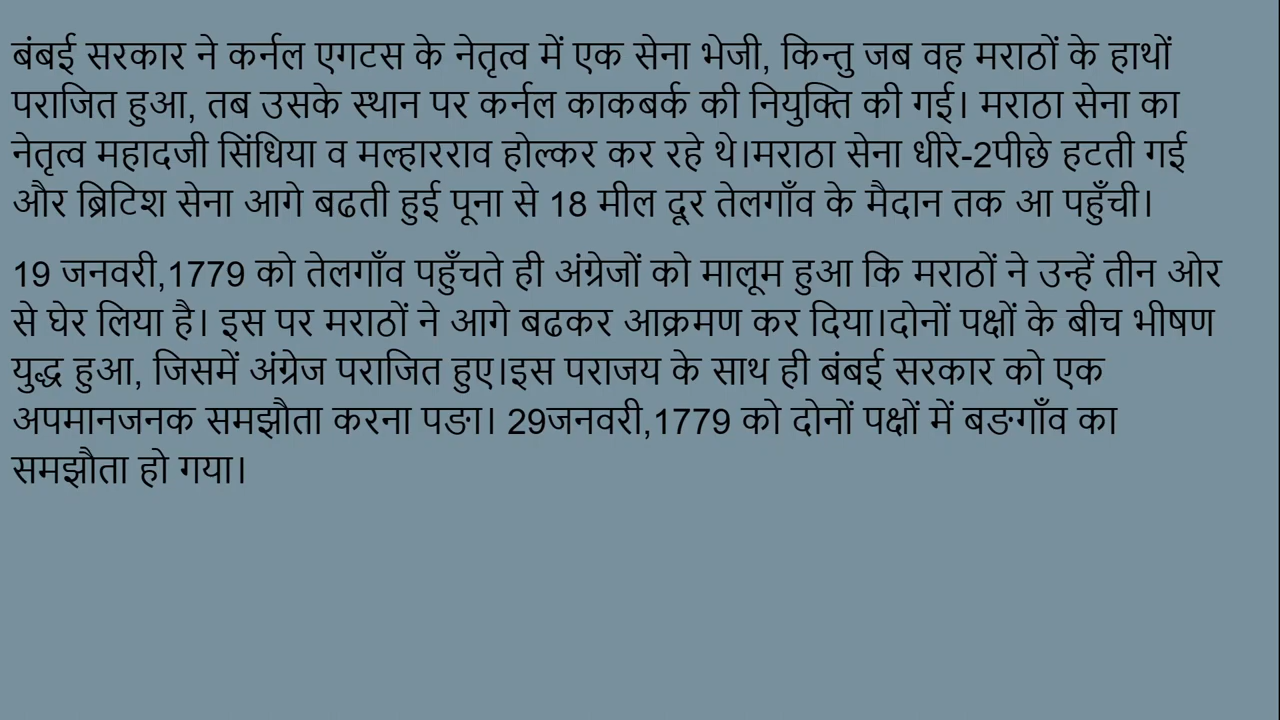 बंबई सरकार ने कर्नल एगटस के नेतृत्व में एक सेना भेजी, किन्तु जब वह मराठों के हाथों
पराजित हुआ, तब उसके स्थान पर कर्नल काकबर्क की नियुक्ति की गई। मराठा सेना का
नेतृत्व महादजी सिंधिया व मल्हारराव होल्कर कर रहे थे।मराठा सेना धीरे-2पीछे हटती गई
और ब्रिटिश सेना आगे बढती हुई पूना से 18 मील दूर तेलगाँव के मैदान तक आ पहुँची।
19 जनवरी,1779 को तेलगाँव पहुँचते ही अंग्रेजों को मालूम हुआ कि मराठों ने उन्हें तीन ओर
से घेर लिया है। इस पर मराठों ने आगे बढकर आक्रमण कर दिया।दोनों पक्षों के बीच भीषण
युद्ध हुआ, जिसमें अंग्रेज पराजित हुए।इस पराजय के साथ ही बंबई सरकार को एक
अपमानजनक समझौता करना पङा। 29जनवरी,1779 को दोनों पक्षों में बङगाँव का
समझौता हो गया।